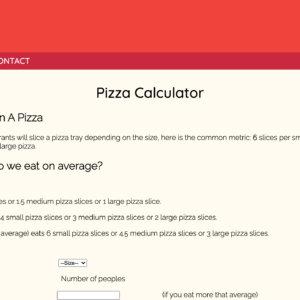 ONTACT
Pizza Calculator
n A Pizza
rants will slice a pizza tray depending on the size, here is the common metric: 6 slices per sm
large pizza.
o we eat on average?
es or 1.5 medium pizza slices or 1 large pizza slice.
4 small pizza slices or 3 medium pizza slices or 2 large pizza slices.
average) eats 6 small pizza slices or 4.5 medium pizza slices or 3 large pizza slices.
--Size--
Number of peoples
(if you eat more that average)